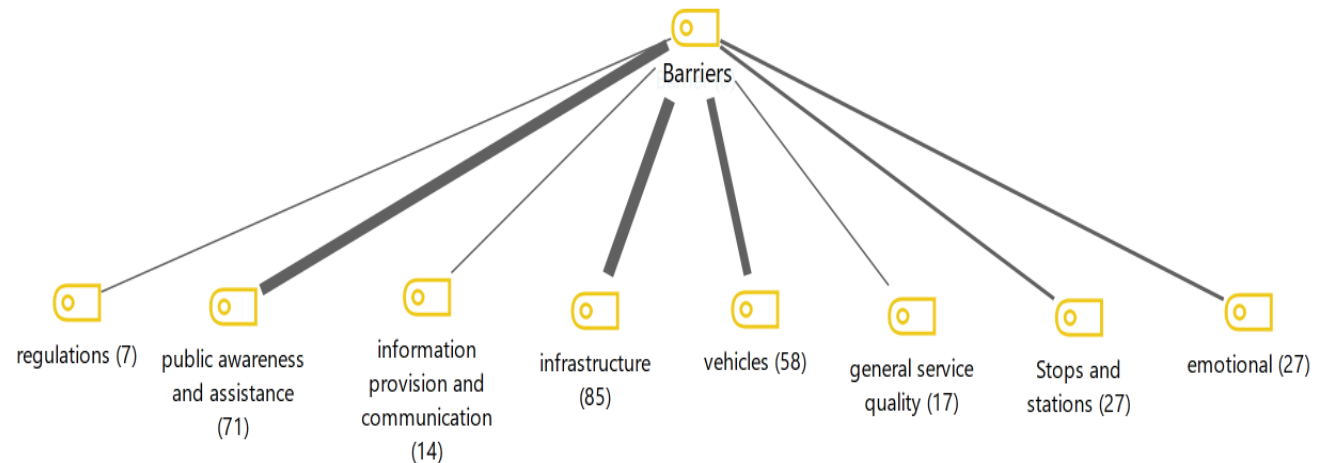 Barriers
regulations (7)
public awareness
and assistance
(71)
information
provision and
communication
(14)
infrastructure
(85)
vehicles (58)
general service
quality (17)
Stops and
stations (27)
emotional (27)